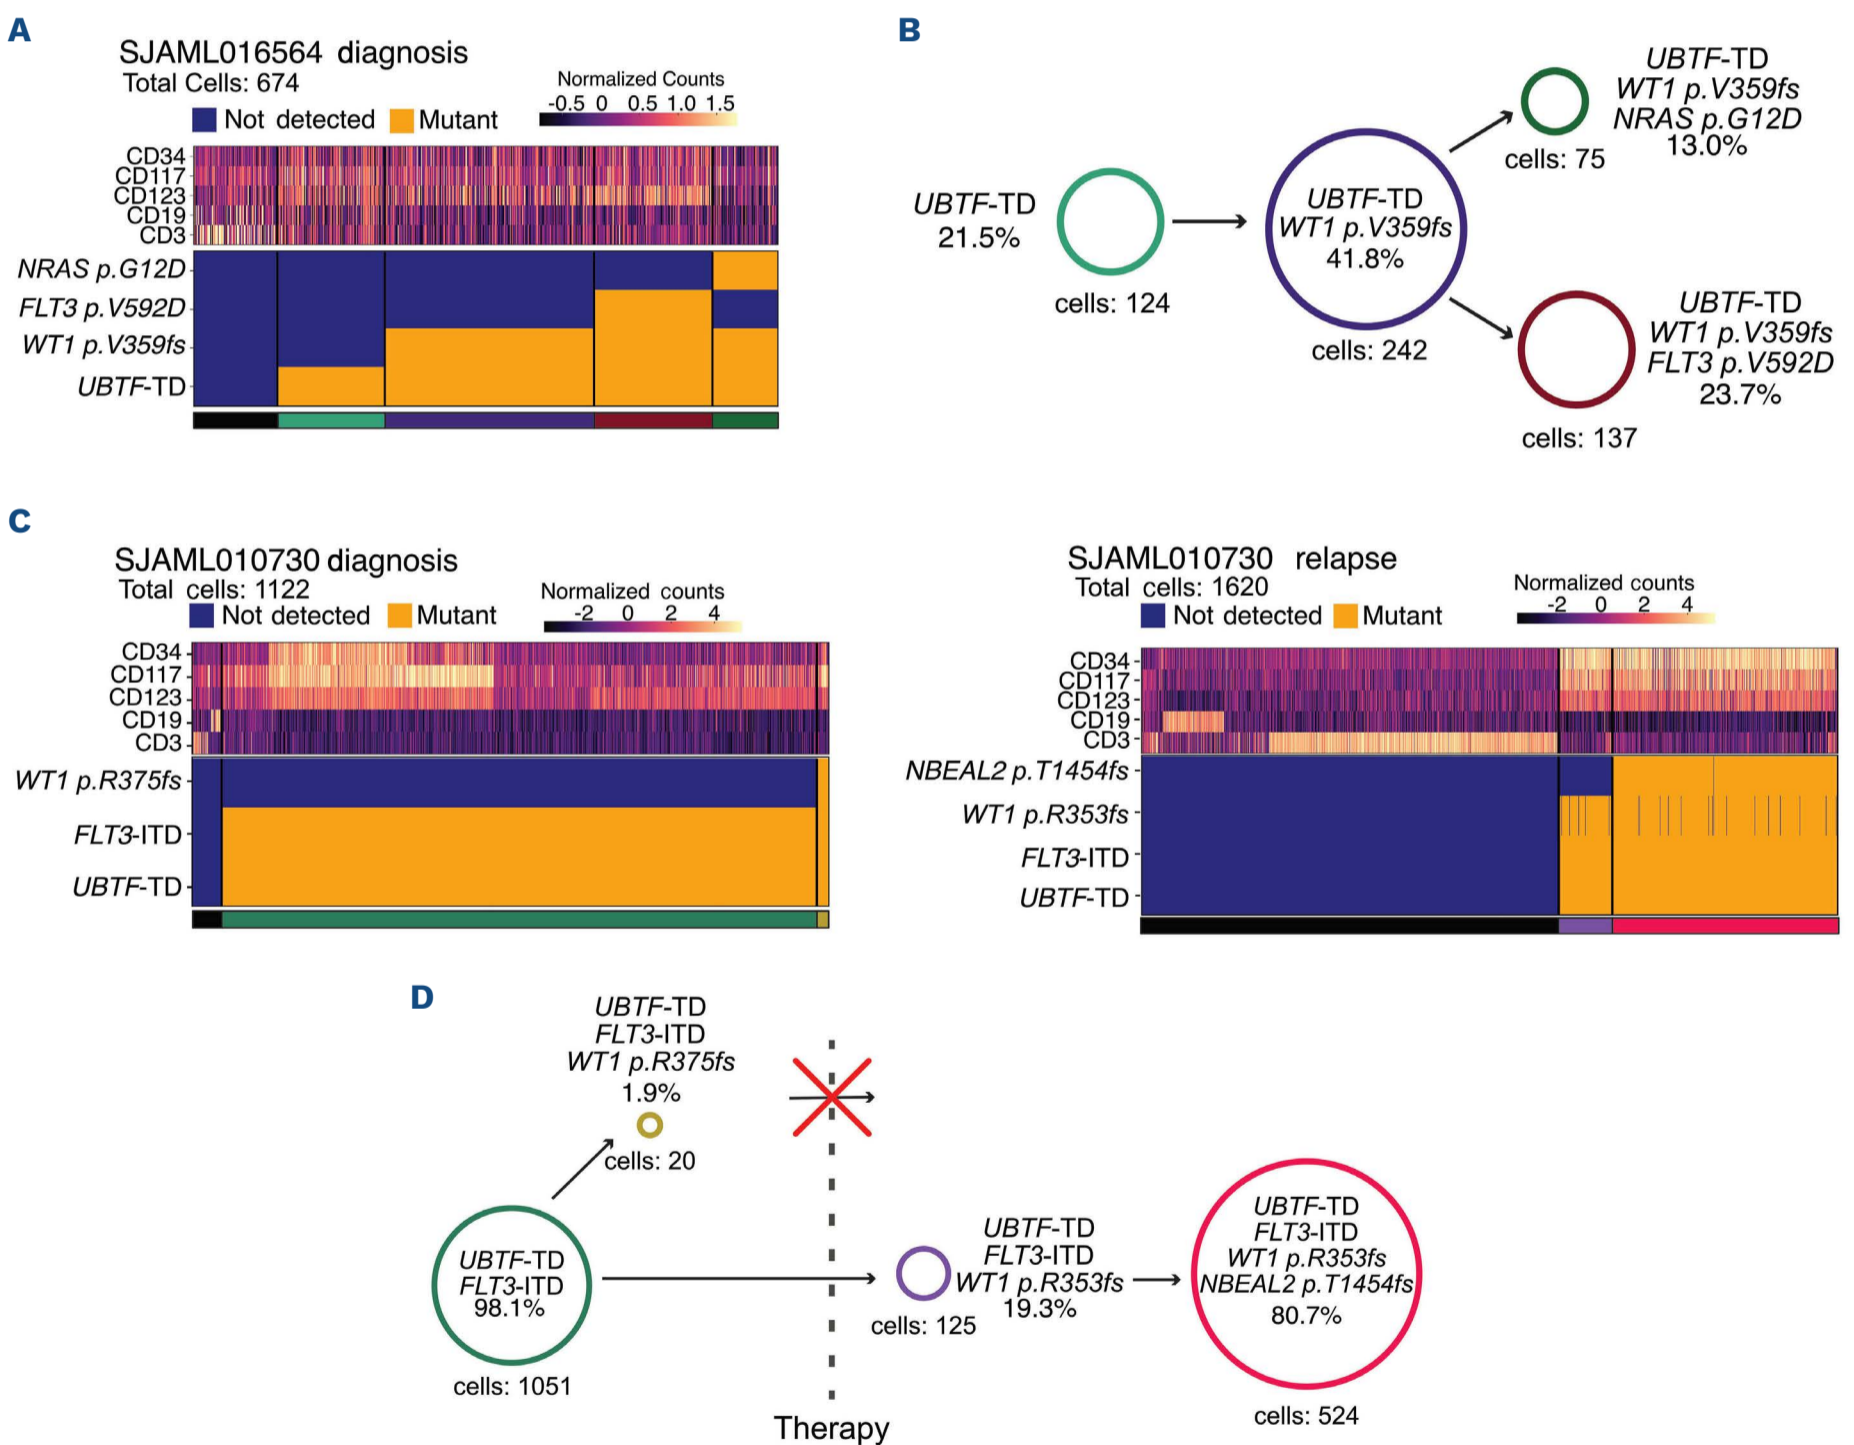 A
SJAML016564 diagnosis
Total Cells: 674
Normalized Counts
-0.5 0 0.5 1.0 1.5
Not detected Mutant
CD34
CD117
CD123
CD19
CD3
NRAS p.G12D
FLT3 p.V592D
WT1 p.V359fs
UBTF-TD
B
UBTF-TD
21.5%
cells: 124
UBTF-TD
WT1 p.V359fs
41.8%
cells: 242
UBTF-TD
WT1 p.V359fs
NRAS p.G12D
13.0%
cells: 75
UBTF-TD
WT1 p.V359fs
FLT3 p.V592D
23.7%
cells: 137
C
SJAML010730 diagnosis
Total cells: 1122
Normalized counts
-2 0 2 4
Not detected Mutant
CD34
CD117
CD123
CD19
CD3
WT1 p.R375fs
FLT3-ITD
UBTF-TD
SJAML010730 relapse
Total cells: 1620
Normalized counts
-2 0 2 4
Not detected Mutant
CD34
CD117
CD123
CD19
CD3
NBEAL2 p.T1454fs
WT1 p.R353fs
FLT3-ITD
UBTF-TD
D
UBTF-TD
FLT3-ITD
WT1 p.R375fs
1.9%
cells: 20
UBTF-TD
FLT3-ITD
98.1%
cells: 1051
Therapy
UBTF-TD
FLT3-ITD
WT1 p.R353fs
19.3%
cells: 125
UBTF-TD
FLT3-ITD
WT1 p.R353fs
NBEAL2 p.T1454fs
80.7%
cells: 524